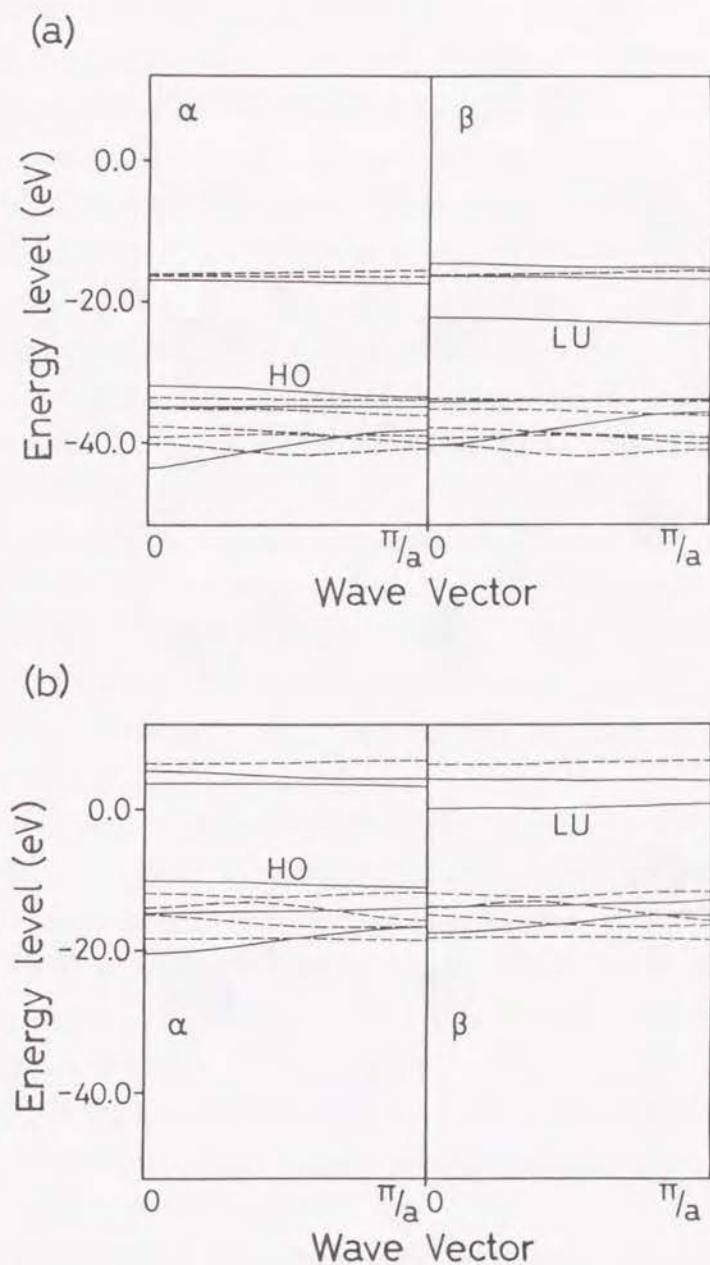 (a)
α
β
0.0
-20.0
-40.0
Energy level (eV)
HO
LU
0
π/a
0
π/a
Wave Vector
(b)
0.0
-20.0
-40.0
Energy level (eV)
HO
LU
α
β
0
π/a
0
π/a
Wave Vector